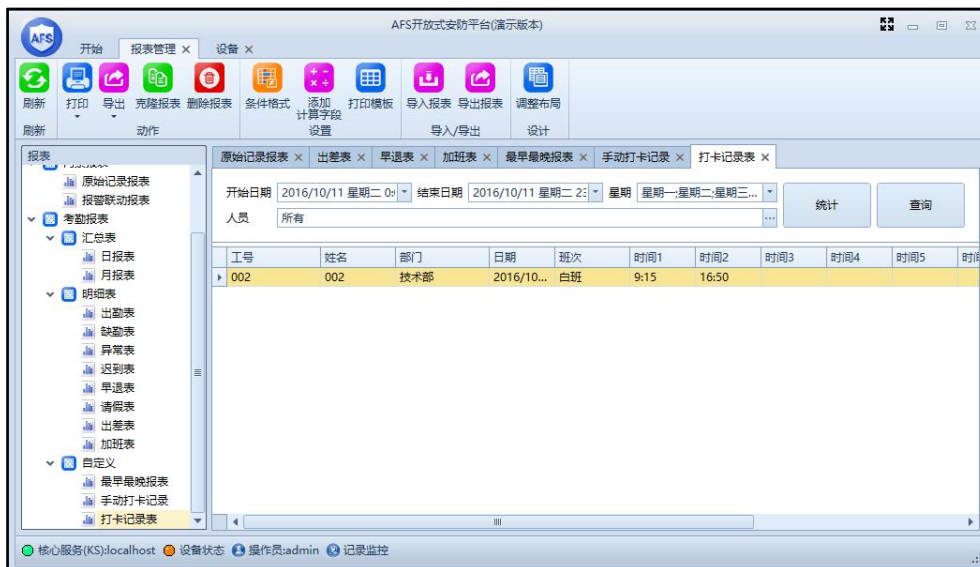 AFS开放式安防平台(演示版本)
AFS
开始 报表管理 × 设备 ×
刷新 打印 导出 克隆报表 删除报表 条件格式 添加计算字段 打印模板 导入报表 导出报表 调整布局
刷新 动作 设置 导入/导出 设计
报表
原始记录报表
报警联动报表
考勤报表
汇总表
日报表
月报表
明细表
出勤表
缺勤表
异常表
迟到表
早退表
请假表
出差表
加班表
自定义
最早最晚报表
手动打卡记录
打卡记录表
原始记录报表 × 出差表 × 早退表 × 加班表 × 最早最晚报表 × 手动打卡记录 × 打卡记录表 ×
开始日期 2016/10/11 星期二 0: 结束日期 2016/10/11 星期二 23 星期 星期一;星期二;星期三... 统计 查询
人员 所有 ...
工号 姓名 部门 日期 班次 时间1 时间2 时间3 时间4 时间5
002 002 技术部 2016/10... 白班 9:15 16:50
核心服务(KS):localhost 设备状态 操作员:admin 记录监控